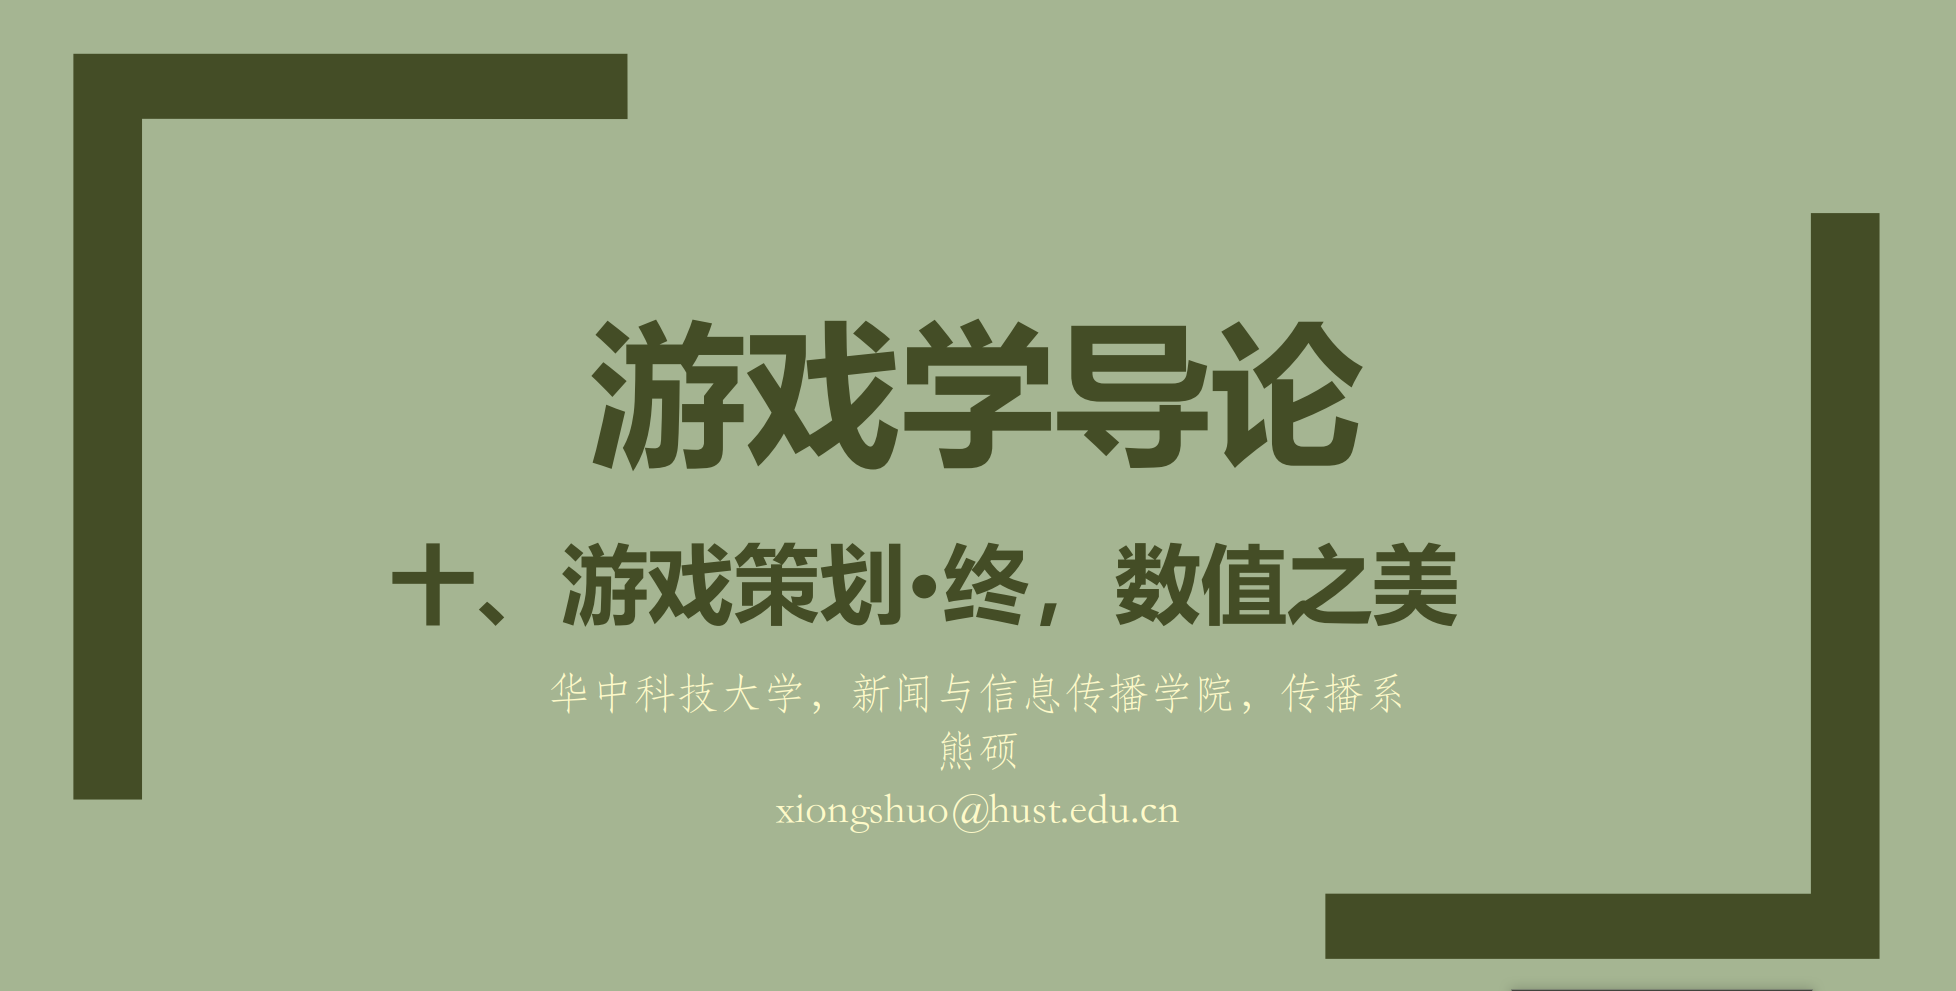 游戏学导论
十、游戏策划·终，数值之美
华中科技大学，新闻与信息传播学院，传播系
熊硕
xiongshuo@hust.edu.cn